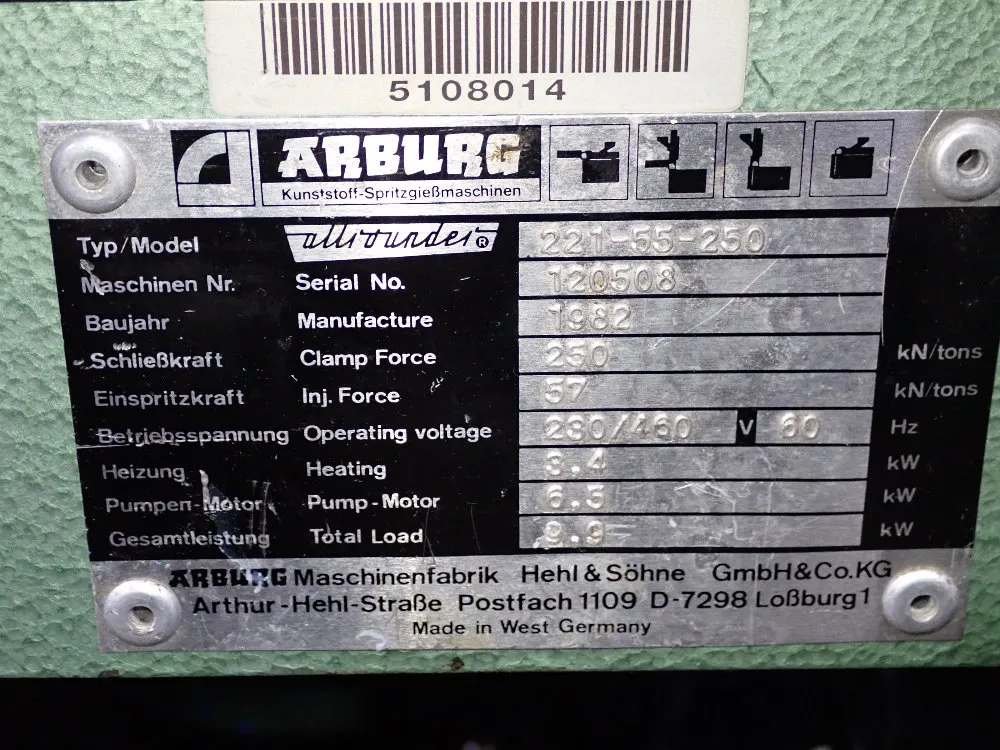 5108014
ARBURG
Kunststoff-Spritzgießmaschinen
Typ/Model allrounder® 221-55-250
Maschinen Nr. Serial No. 120508
Baujahr Manufacture 1982
Schließkraft Clamp Force 250 kN/tons
Einspritzkraft Inj. Force 57 kN/tons
Betriebsspannung Operating voltage 230/460 V 60 Hz
Heizung Heating 3.4 kW
Pumpen-Motor Pump-Motor 6.5 kW
Gesamtleistung Total Load 9.9 kW
ARBURG Maschinenfabrik Hehl & Söhne GmbH & Co.KG
Arthur-Hehl-Straße Postfach 1109 D-7298 Loßburg 1
Made in West Germany